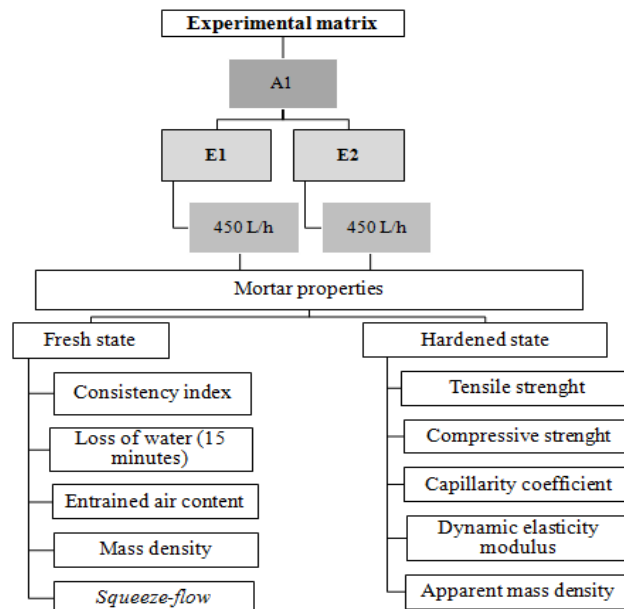 Experimental matrix
A1
E1
E2
450 L/h
450 L/h
Mortar properties
Fresh state
Hardened state
Consistency index
Loss of water (15
minutes)
Entrained air content
Mass density
Squeeze-flow
Tensile strenght
Compressive strenght
Capillarity coefficient
Dynamic elasticity
modulus
Apparent mass density